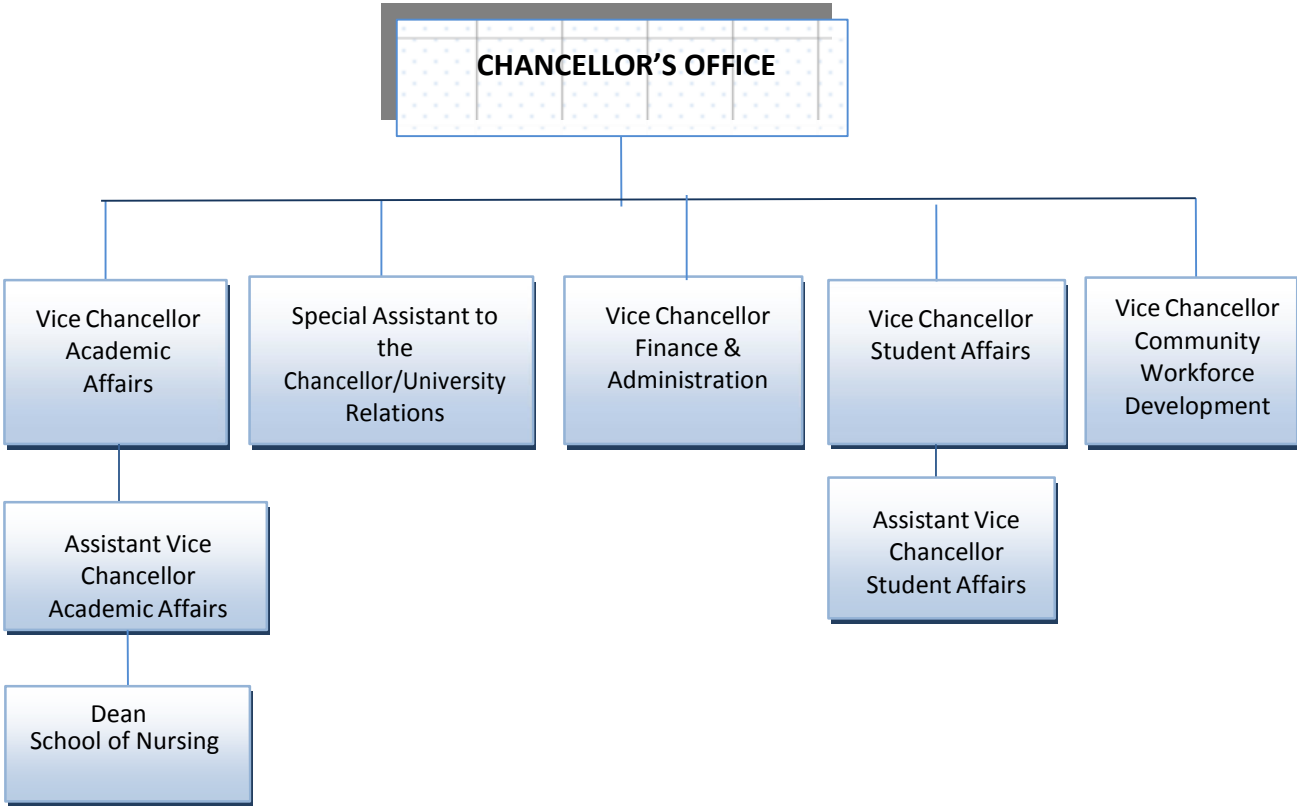 CHANCELLOR’S OFFICE
Vice Chancellor
Academic
Affairs
Special Assistant to
the
Chancellor/University
Relations
Vice Chancellor
Finance &
Administration
Vice Chancellor
Student Affairs
Vice Chancellor
Community
Workforce
Development
Assistant Vice
Chancellor
Academic Affairs
Assistant Vice
Chancellor
Student Affairs
Dean
School of Nursing